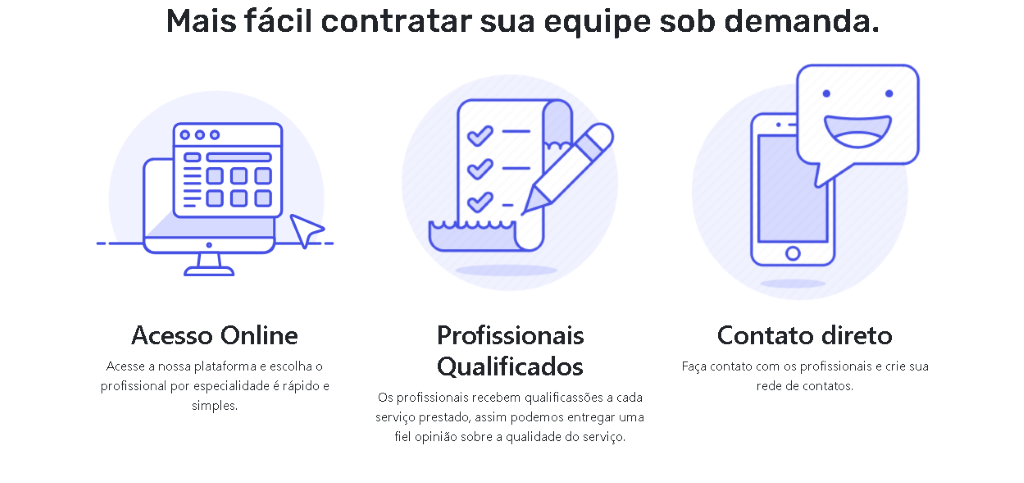 Mais fácil contratar sua equipe sob demanda.
Acesso Online
Acesse a nossa plataforma e escolha o
profissional por especialidade é rápido e
simples.
Profissionais
Qualificados
Os profissionais recebem qualificassões a cada
serviço prestado, assim podemos entregar uma
fiel opinião sobre a qualidade do serviço.
Contato direto
Faça contato com os profissionais e crie sua
rede de contatos.